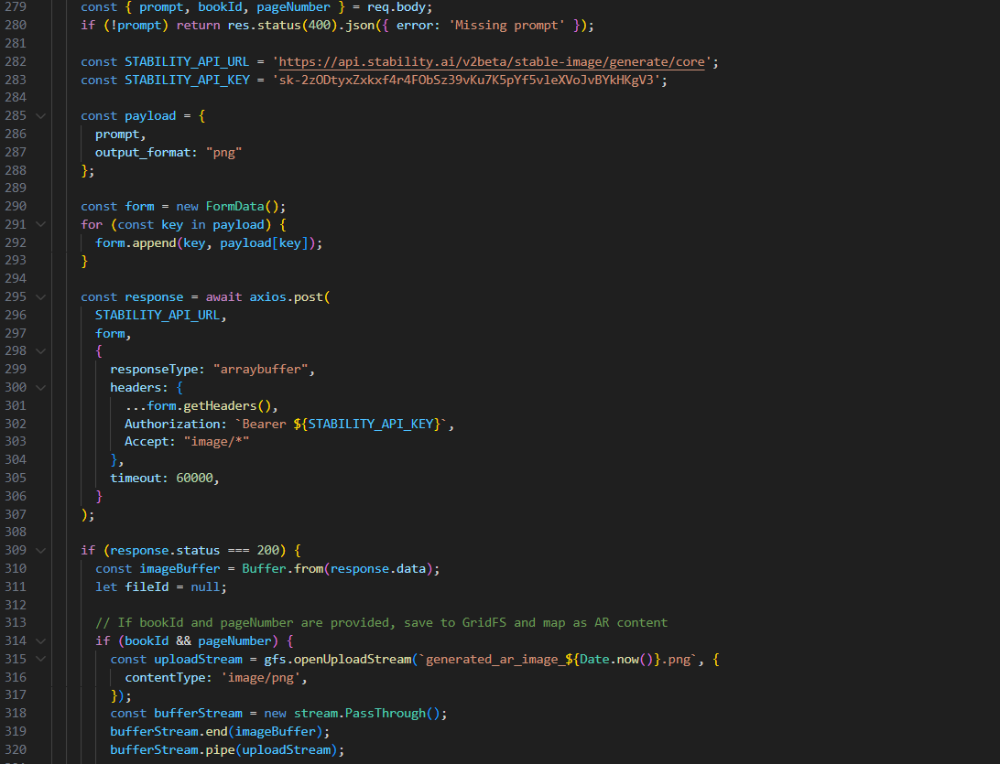 279 const { prompt, bookId, pageNumber } = req.body;
280 if (!prompt) return res.status(400).json({ error: 'Missing prompt' });
281
282 const STABILITY_API_URL = 'https://api.stability.ai/v2beta/stable-image/generate/core';
283 const STABILITY_API_KEY = 'sk-2zODtyxZxkxf4r4FObSz39vKu7K5pYf5vleXVoJvBYkHKgV3';
284
285 const payload = {
286 prompt,
287 output_format: "png"
288 };
289
290 const form = new FormData();
291 for (const key in payload) {
292 form.append(key, payload[key]);
293 }
294
295 const response = await axios.post(
296 STABILITY_API_URL,
297 form,
298 {
299 responseType: "arraybuffer",
300 headers: {
301 ...form.getHeaders(),
302 Authorization: `Bearer ${STABILITY_API_KEY}`,
303 Accept: "image/*"
304 },
305 timeout: 60000,
306 }
307 );
308
309 if (response.status === 200) {
310 const imageBuffer = Buffer.from(response.data);
311 let fileId = null;
312
313 // If bookId and pageNumber are provided, save to GridFS and map as AR content
314 if (bookId && pageNumber) {
315 const uploadStream = gfs.openUploadStream(`generated_ar_image_${Date.now()}.png`, {
316 contentType: 'image/png',
317 });
318 const bufferStream = new stream.PassThrough();
319 bufferStream.end(imageBuffer);
320 bufferStream.pipe(uploadStream);